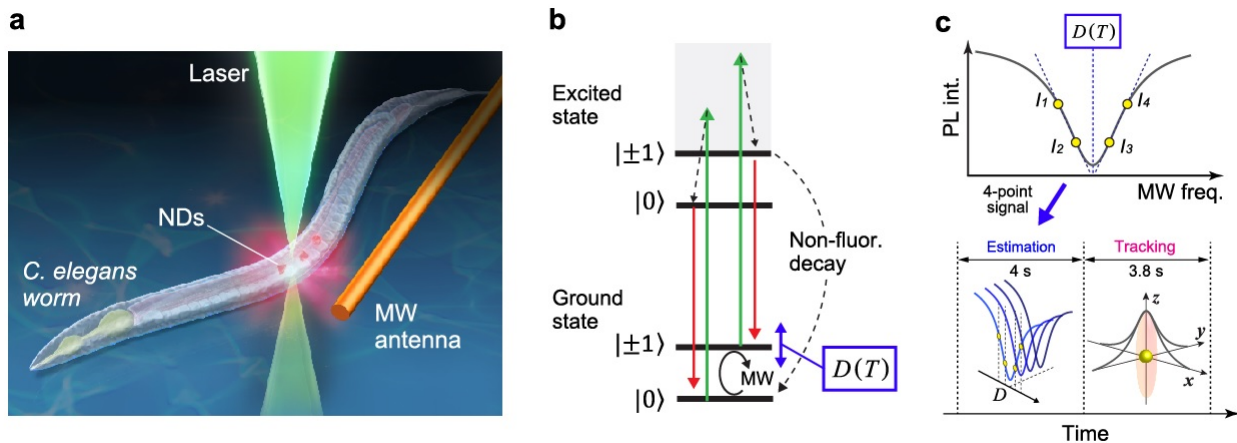 a
Laser
NDs
C. elegans
worm
MW
antenna
b
Excited
state
|±1⟩
|0⟩
Non-fluor.
decay
Ground
state
|±1⟩
MW
D(T)
|0⟩
c
D(T)
PL int.
I1
I4
I2
I3
MW freq.
4-point
signal
Estimation
Tracking
4 s
3.8 s
z
y
x
D
Time